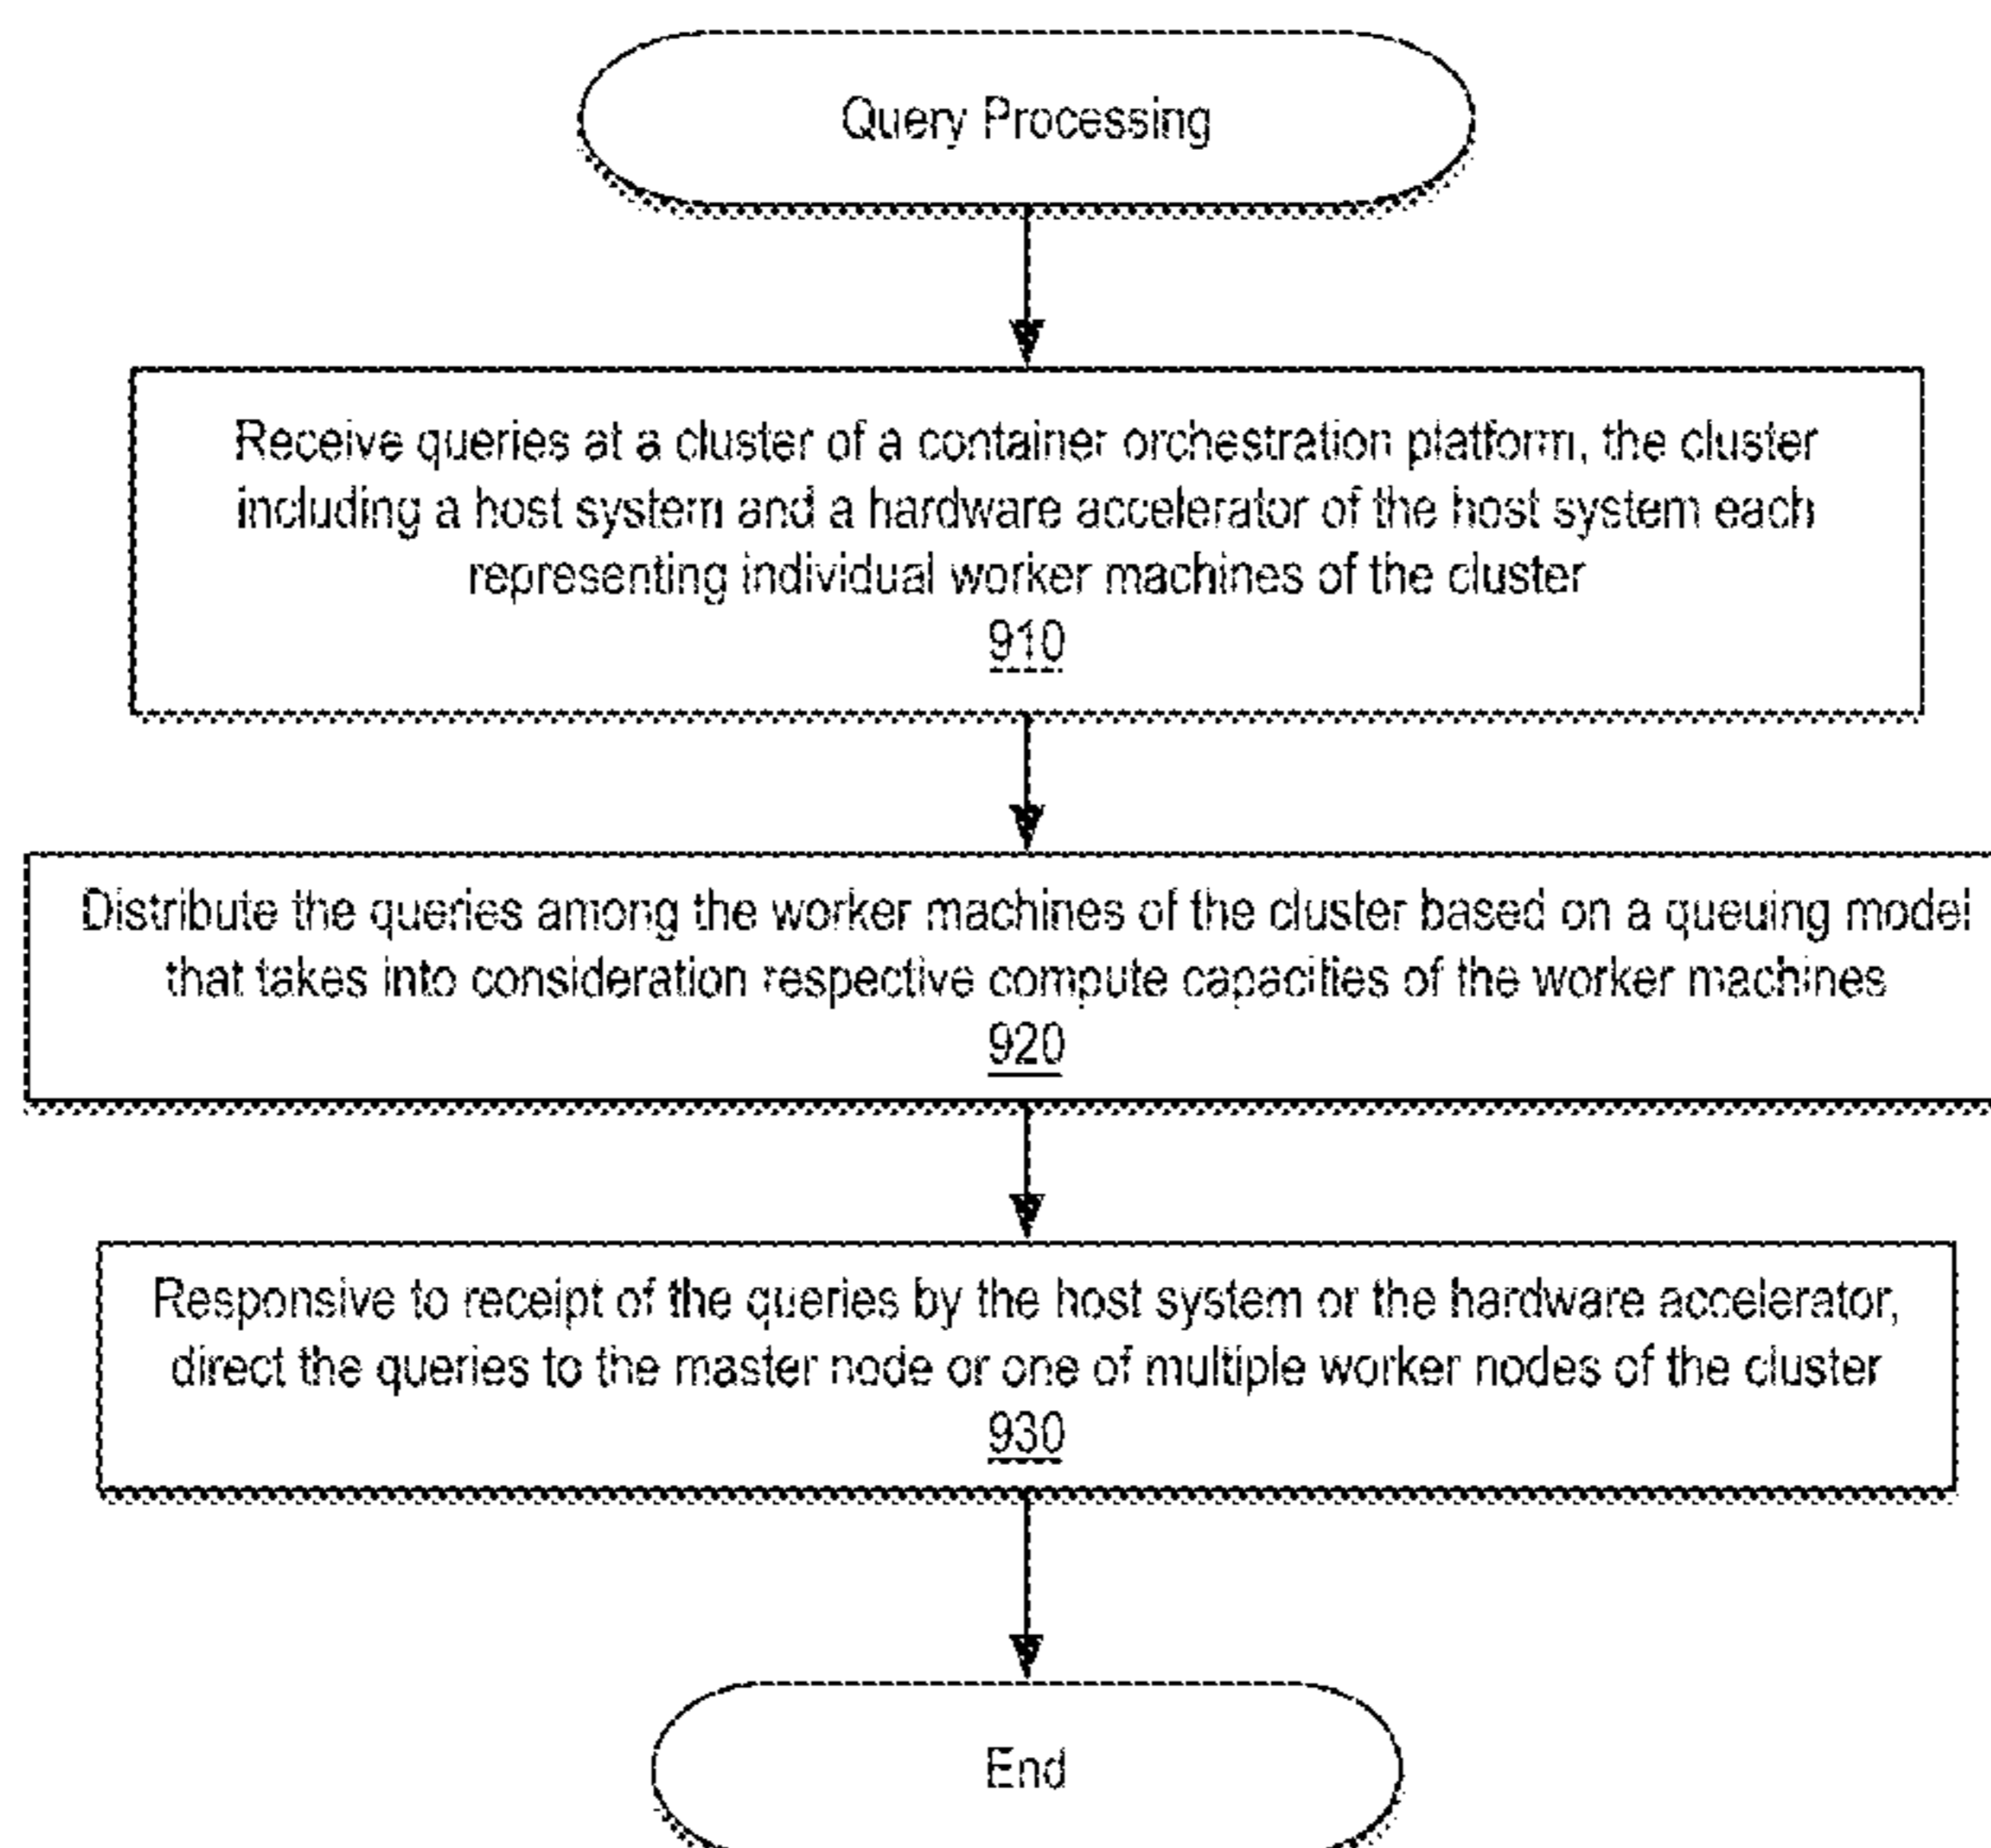 Query Processing
Receive queries at a cluster of a container orchestration platform, the cluster
including a host system and a hardware accelerator of the host system each
representing individual worker machines of the cluster
910
Distribute the queries among the worker machines of the cluster based on a queuing model
that takes into consideration respective compute capacities of the worker machines
920
Responsive to receipt of the queries by the host system or the hardware accelerator,
direct the queries to the master node or one of multiple worker nodes of the cluster
930
End